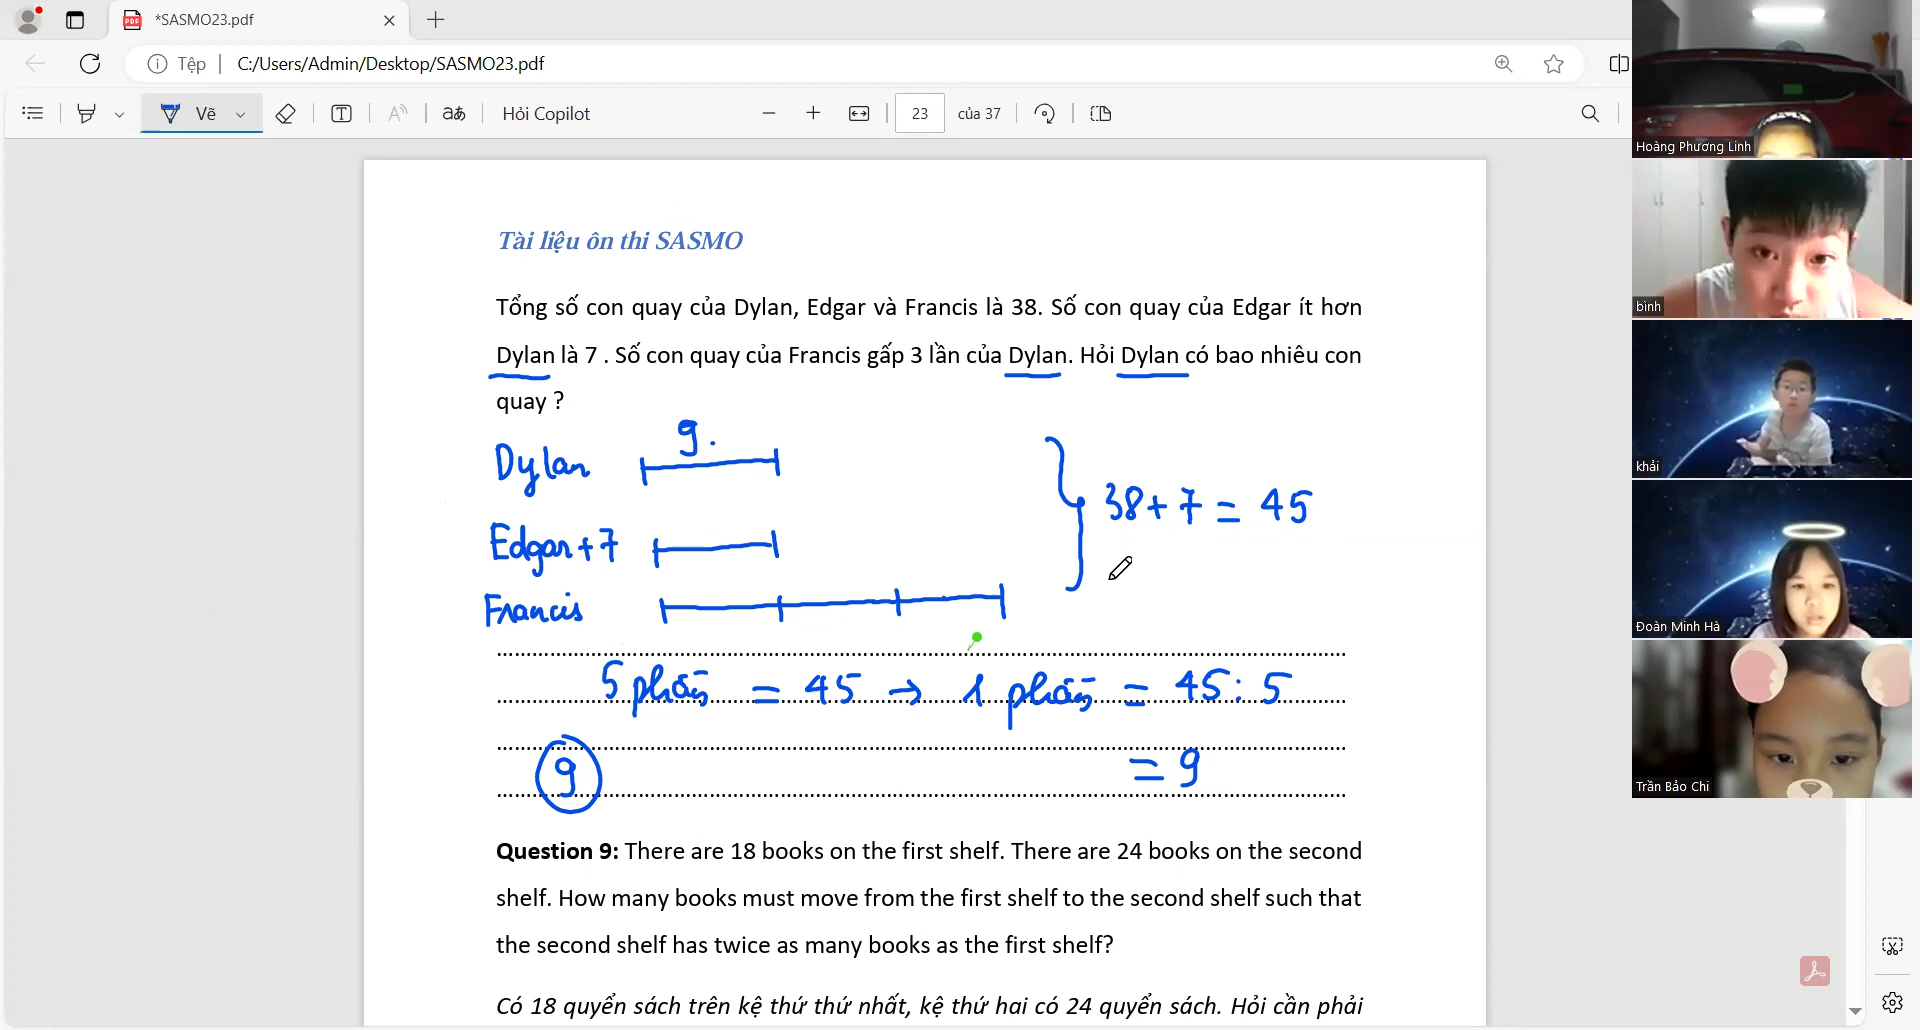 *SASMO23.pdf
Tệp
C:/Users/Admin/Desktop/SASMO23.pdf
Vẽ
T
A
aあ
Hỏi Copilot
23
của 37
Tài liệu ôn thi SASMO
Tổng số con quay của Dylan, Edgar và Francis là 38. Số con quay của Edgar ít hơn
Dylan là 7 . Số con quay của Francis gấp 3 lần của Dylan. Hỏi Dylan có bao nhiêu con
quay ?
9.
Dylan
38 + 7 = 45
Edgar + 7
Francis
5 phần = 45 → 1 phần = 45 : 5
9
= 9
Question 9: There are 18 books on the first shelf. There are 24 books on the second
shelf. How many books must move from the first shelf to the second shelf such that
the second shelf has twice as many books as the first shelf?
Có 18 quyển sách trên kệ thứ thứ nhất, kệ thứ hai có 24 quyển sách. Hỏi cần phải
Hoàng Phương Linh
bình
khải
Đoàn Minh Hà
Trần Bảo Chi